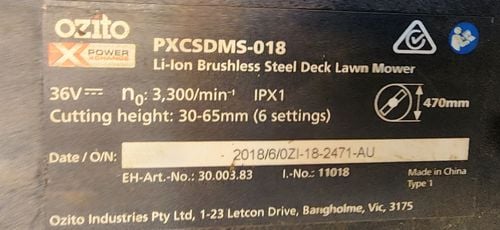 ozito
PXCSDMS-018
X POWER XCHANGE
Li-Ion Brushless Steel Deck Lawn Mower
36V⎓ n₀: 3,300/min⁻¹ IPX1
470mm
Cutting height: 30-65mm (6 settings)
Date / O/N: 2018/6/0ZI-18-2471-AU
EH-Art.-No.: 30.003.83 I.-No.: 11018
Made in China
Type 1
Ozito Industries Pty Ltd, 1-23 Letcon Drive, Bangholme, Vic, 3175